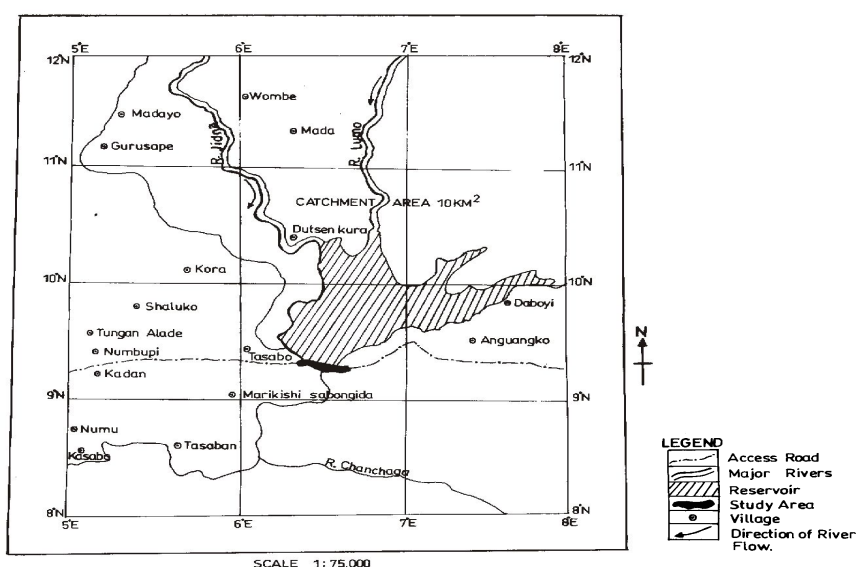 5°E 6°E 7°E 8°E
12°N 12°N
Wombe
Madayo
Mada
R. Lumo
R. Jidna
Gurusape
11°N 11°N
CATCHMENT AREA 10KM²
Dutsen kura
Kora
10°N 10°N
Daboyi
Shaluko
Tungan Alade
Anguangko
Numbupi
Tasabo
N
Kadan
9°N 9°N
Marikishi sabongida
Numu
Tasaban
Kasabo
R. Chanchaga
8°N 8°N
5°E 6°E 7°E 8°E
SCALE 1:75,000
LEGEND
Access Road
Major Rivers
Reservoir
Study Area
Village
Direction of River
Flow.